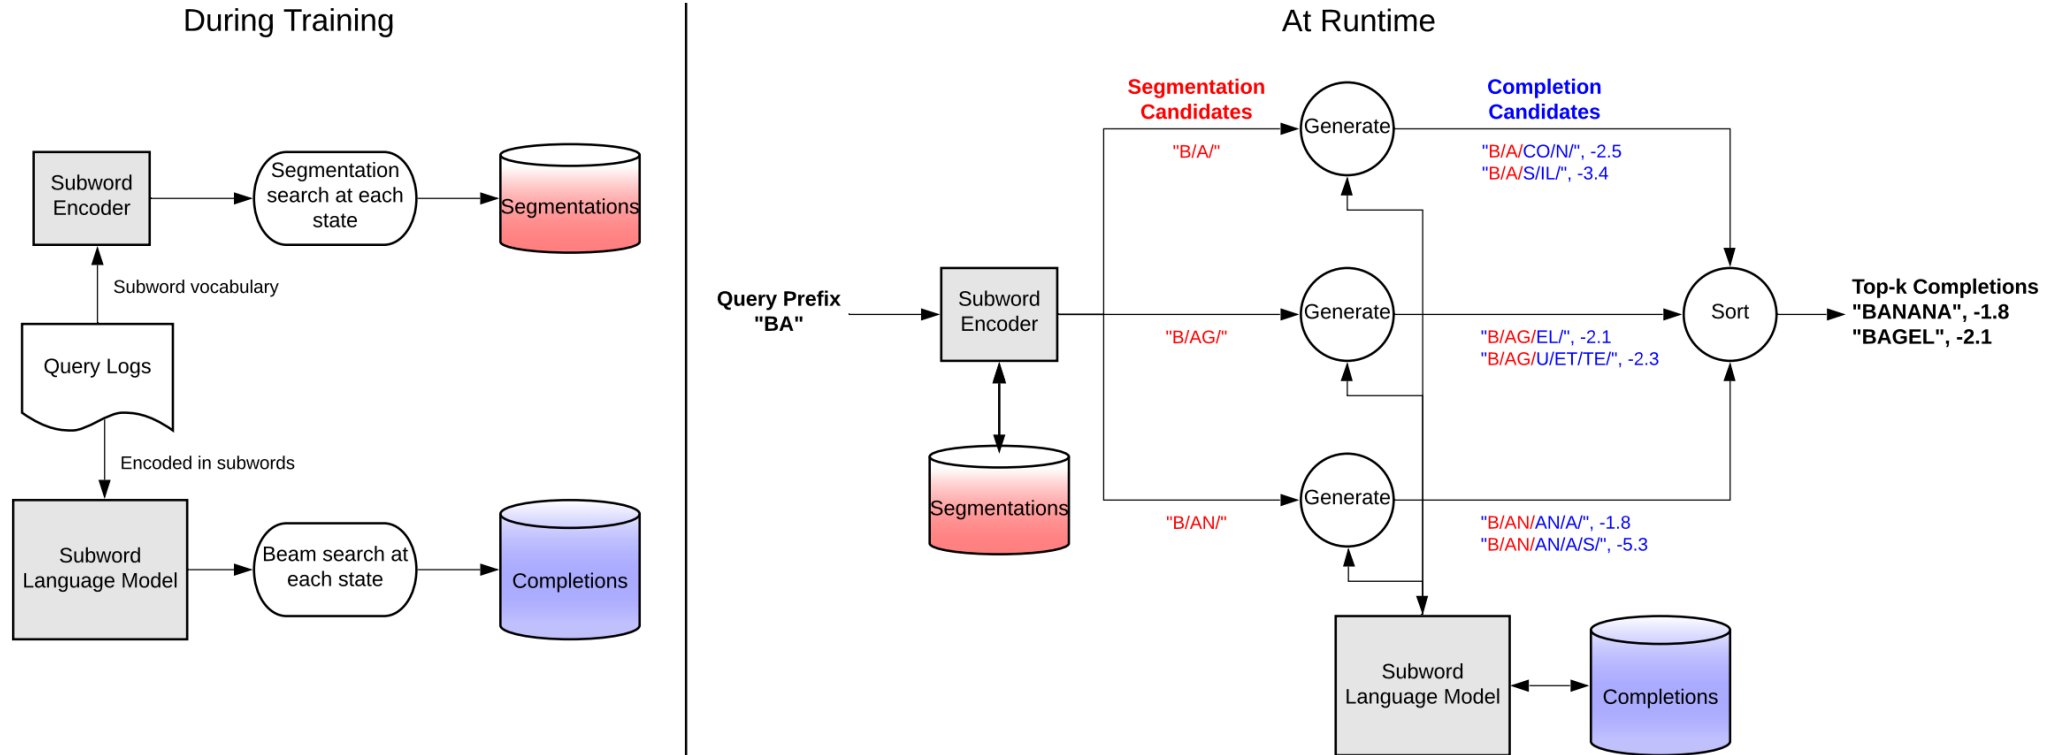 During Training
Subword
Encoder
Segmentation
search at each
state
Segmentations
Subword vocabulary
Query Logs
Encoded in subwords
Subword
Language Model
Beam search at
each state
Completions
At Runtime
Query Prefix
"BA"
Subword
Encoder
Segmentations
Segmentation
Candidates
"B/A/"
"B/AG/"
"B/AN/"
Generate
Generate
Generate
Completion
Candidates
"B/A/CO/N/", -2.5
"B/A/S/IL/", -3.4
"B/AG/EL/", -2.1
"B/AG/U/ET/TE/", -2.3
"B/AN/AN/A/", -1.8
"B/AN/AN/A/S/", -5.3
Subword
Language Model
Completions
Sort
Top-k Completions
"BANANA", -1.8
"BAGEL", -2.1